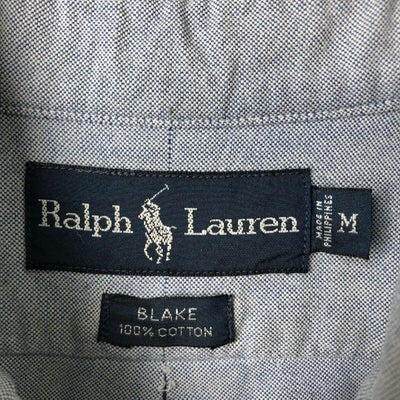 Ralph Lauren
MADE IN
PHILIPPINES
M
BLAKE
100% COTTON